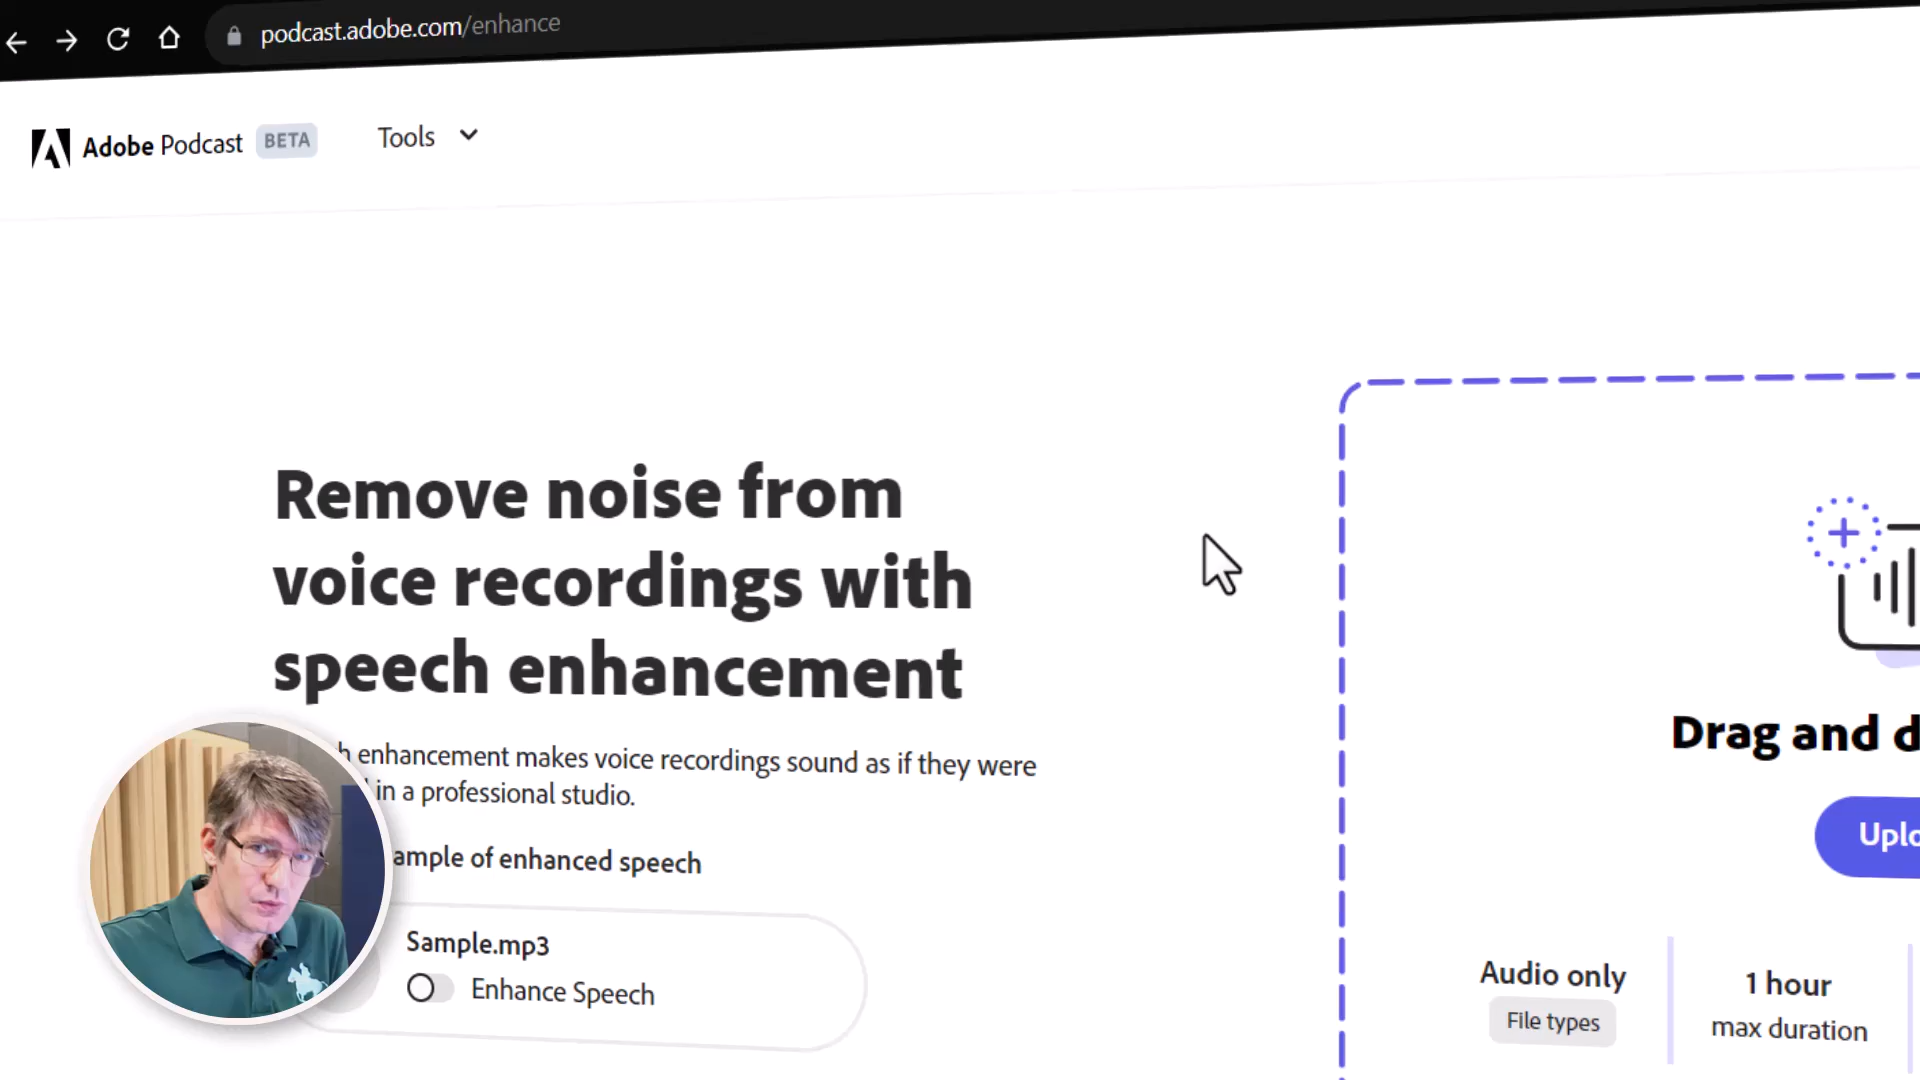 podcast.adobe.com/enhance
Adobe Podcast BETA
Tools
Remove noise from
voice recordings with
speech enhancement
enhancement makes voice recordings sound as if they were
in a professional studio.
of enhanced speech
Sample.mp3
Enhance Speech
Drag and
Audio only
File types
1 hour
max duration